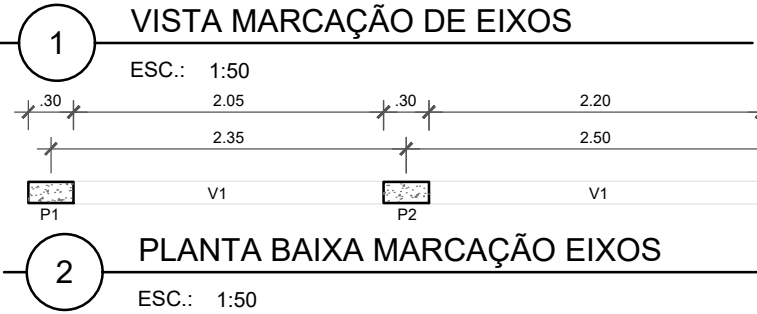 1
VISTA MARCAÇÃO DE EIXOS
ESC.: 1:50
.30 2.05 .30 2.20
2.35 2.50
V1 V1
P1 P2
2
PLANTA BAIXA MARCAÇÃO EIXOS
ESC.: 1:50